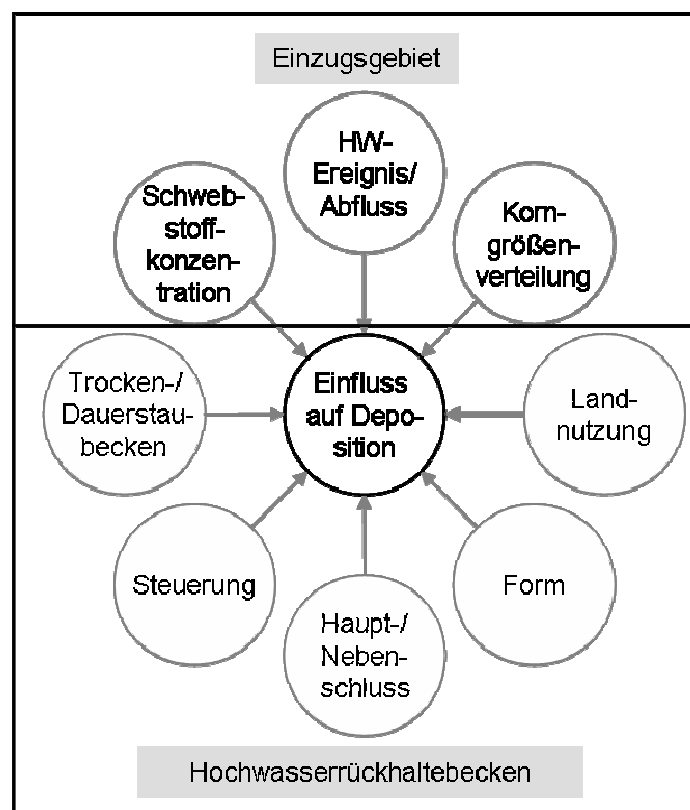 Einzugsgebiet
HW-
Ereignis/
Abfluss
Schweb-
stoff-
konzen-
tration
Korn-
größen-
verteilung
Trocken-/
Dauerstau-
becken
Einfluss
auf Depo-
sition
Land-
nutzung
Steuerung
Haupt-/
Neben-
schluss
Form
Hochwasserrückhaltebecken